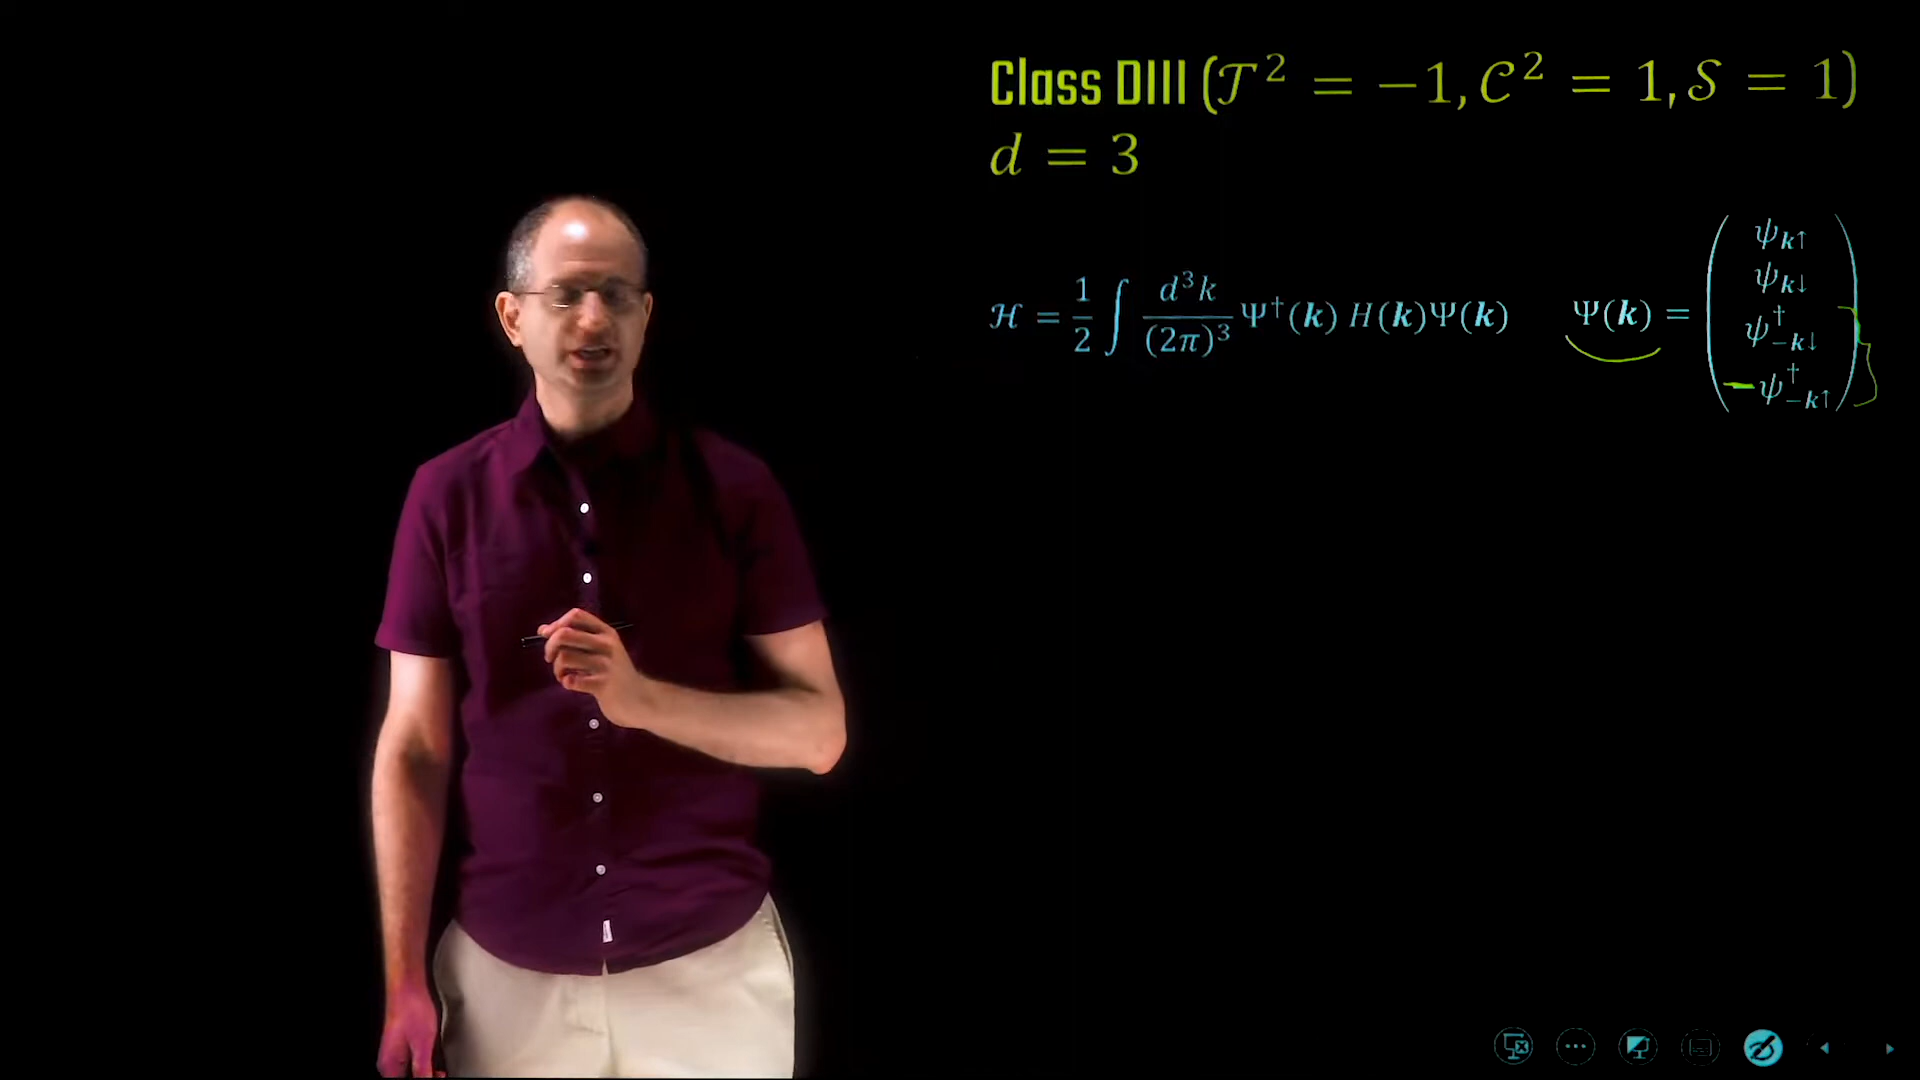 Class DIII (𝒯² = −1, 𝒞² = 1, 𝒮 = 1)
d = 3
ℋ = 1/2 ∫ d³k/(2π)³ Ψ†(k) H(k)Ψ(k)
Ψ(k) = (ψ_k↑
ψ_k↓
ψ†_−k↓
−ψ†_−k↑)